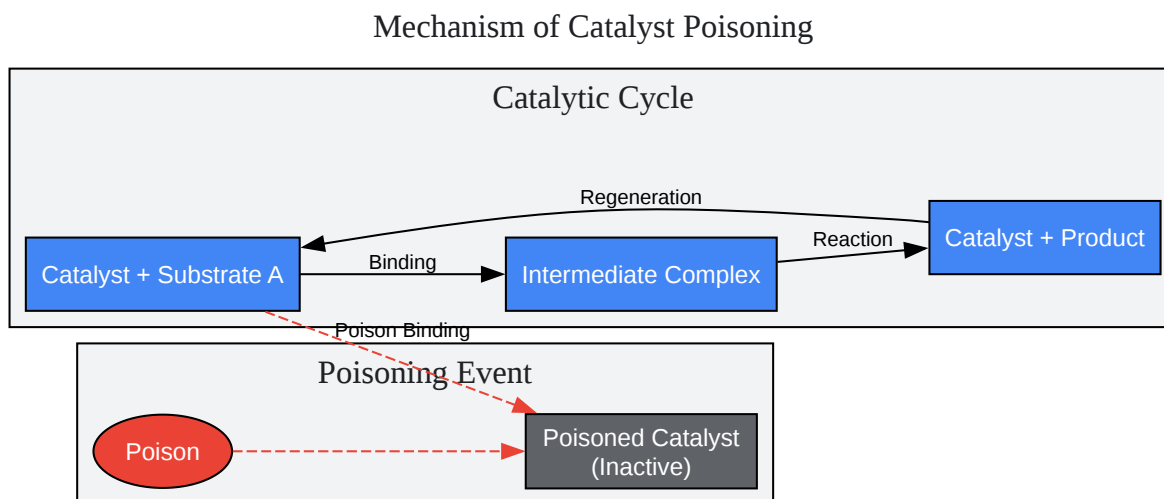 Mechanism of Catalyst Poisoning
Catalytic Cycle
Regeneration
Catalyst + Substrate A
Binding
Intermediate Complex
Reaction
Catalyst + Product
Poison Binding
Poisoning Event
Poison
Poisoned Catalyst
(Inactive)